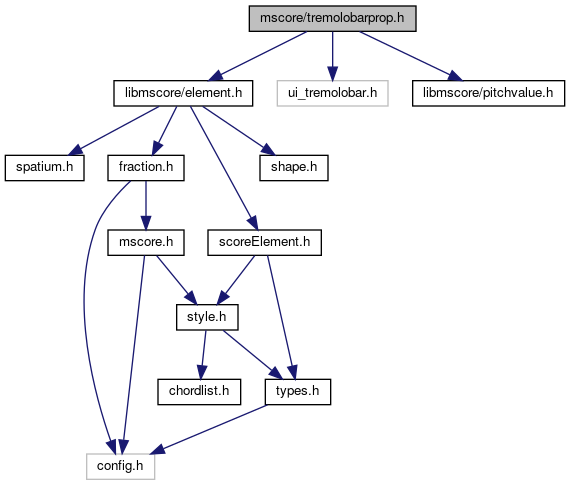 mscore/tremolobarprop.h
libmscore/element.h
ui_tremolobar.h
libmscore/pitchvalue.h
spatium.h
fraction.h
shape.h
mscore.h
scoreElement.h
style.h
chordlist.h
types.h
config.h